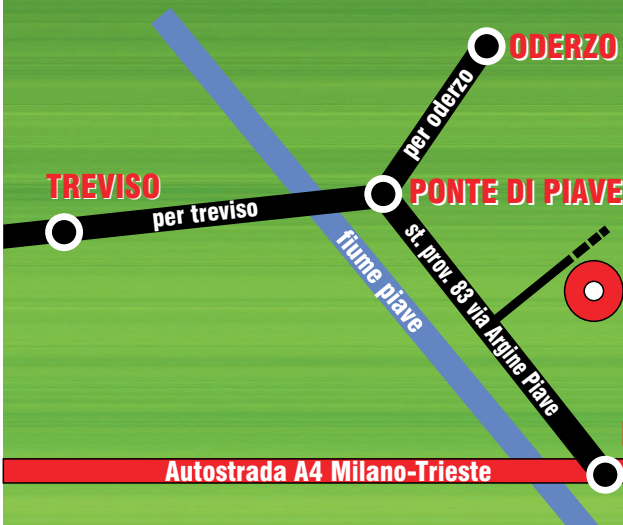 ODERZO
per oderzo
TREVISO
per treviso
PONTE DI PIAVE
fiume piave
st. prov. 83 via Argine Piave
Autostrada A4 Milano-Trieste